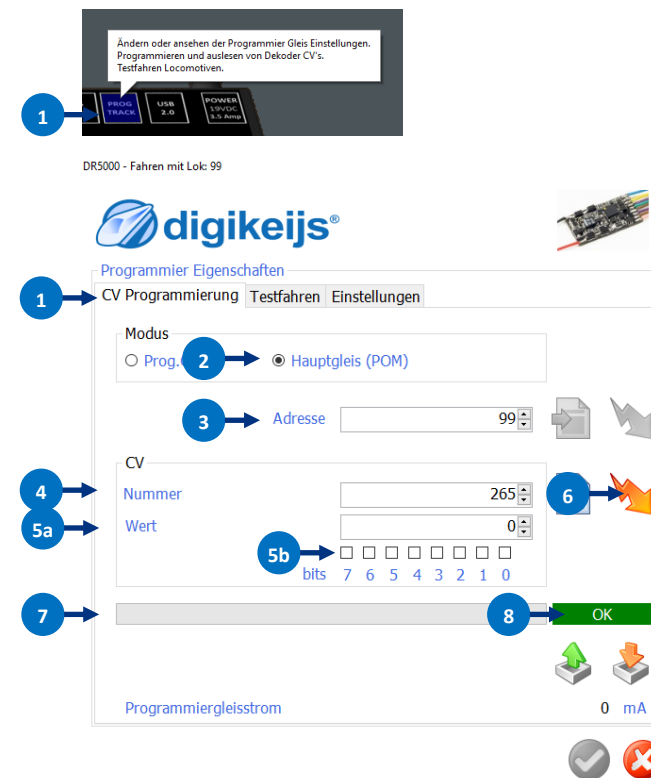 Ändern oder ansehen der Programmier Gleis Einstellungen.
Programmieren und auslesen von Dekoder CV's.
Testfahren Locomotiven.
1
PROG
TRACK
USB
2.0
POWER
19VDC
3.5 Amp
DR5000 - Fahren mit Lok: 99
digikeijs®
Programmier Eigenschaften
1
CV Programmierung Testfahren Einstellungen
Modus
Prog. 2 Hauptgleis (POM)
3 Adresse 99
CV
4 Nummer 265 6
5a Wert 0
5b
bits 7 6 5 4 3 2 1 0
7 8 OK
Programmiergleisstrom 0 mA